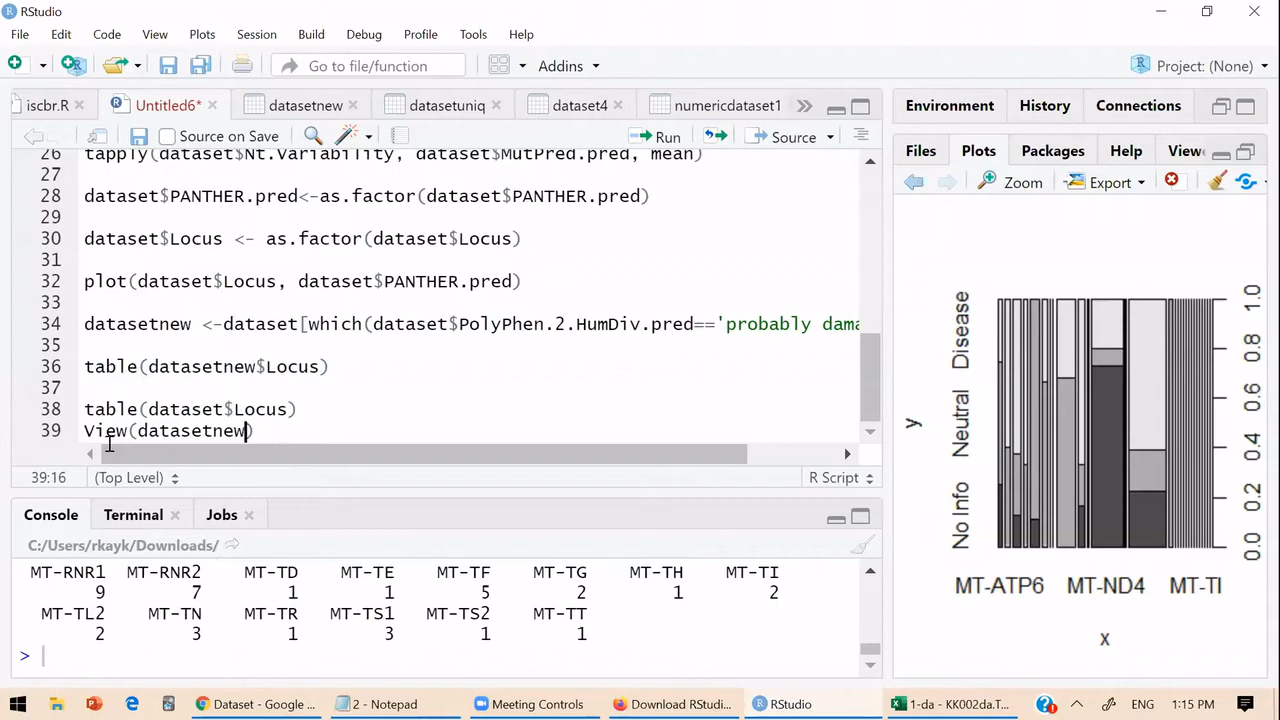 RStudio
File Edit Code View Plots Session Build Debug Profile Tools Help
Go to file/function Addins Project: (None)
iscbr.R Untitled6* datasetnew datasetuniq dataset4 numericdataset1
Source on Save Run Source
26 tapply(dataset$Nt.Variability, dataset$MutPred.pred, mean)
27
28 dataset$PANTHER.pred<-as.factor(dataset$PANTHER.pred)
29
30 dataset$Locus <- as.factor(dataset$Locus)
31
32 plot(dataset$Locus, dataset$PANTHER.pred)
33
34 datasetnew <-dataset[which(dataset$PolyPhen.2.HumDiv.pred=='probably dama
35
36 table(datasetnew$Locus)
37
38 table(dataset$Locus)
39 View(datasetnew)
39:16 (Top Level) R Script
Console Terminal Jobs
C:/Users/rkayk/Downloads/
MT-RNR1 MT-RNR2 MT-TD MT-TE MT-TF MT-TG MT-TH MT-TI
9 7 1 1 5 2 1 2
MT-TL2 MT-TN MT-TR MT-TS1 MT-TS2 MT-TT
2 3 1 3 1 1
>
Environment History Connections
Files Plots Packages Help View
Zoom Export
y
No Info Neutral Disease
0.0 0.2 0.4 0.6 0.8 1.0
MT-ATP6 MT-ND4 MT-TI
x
Dataset - Google ... 2 - Notepad Meeting Controls Download RStudi... RStudio 1-da - KK002da.T... ENG 1:15 PM